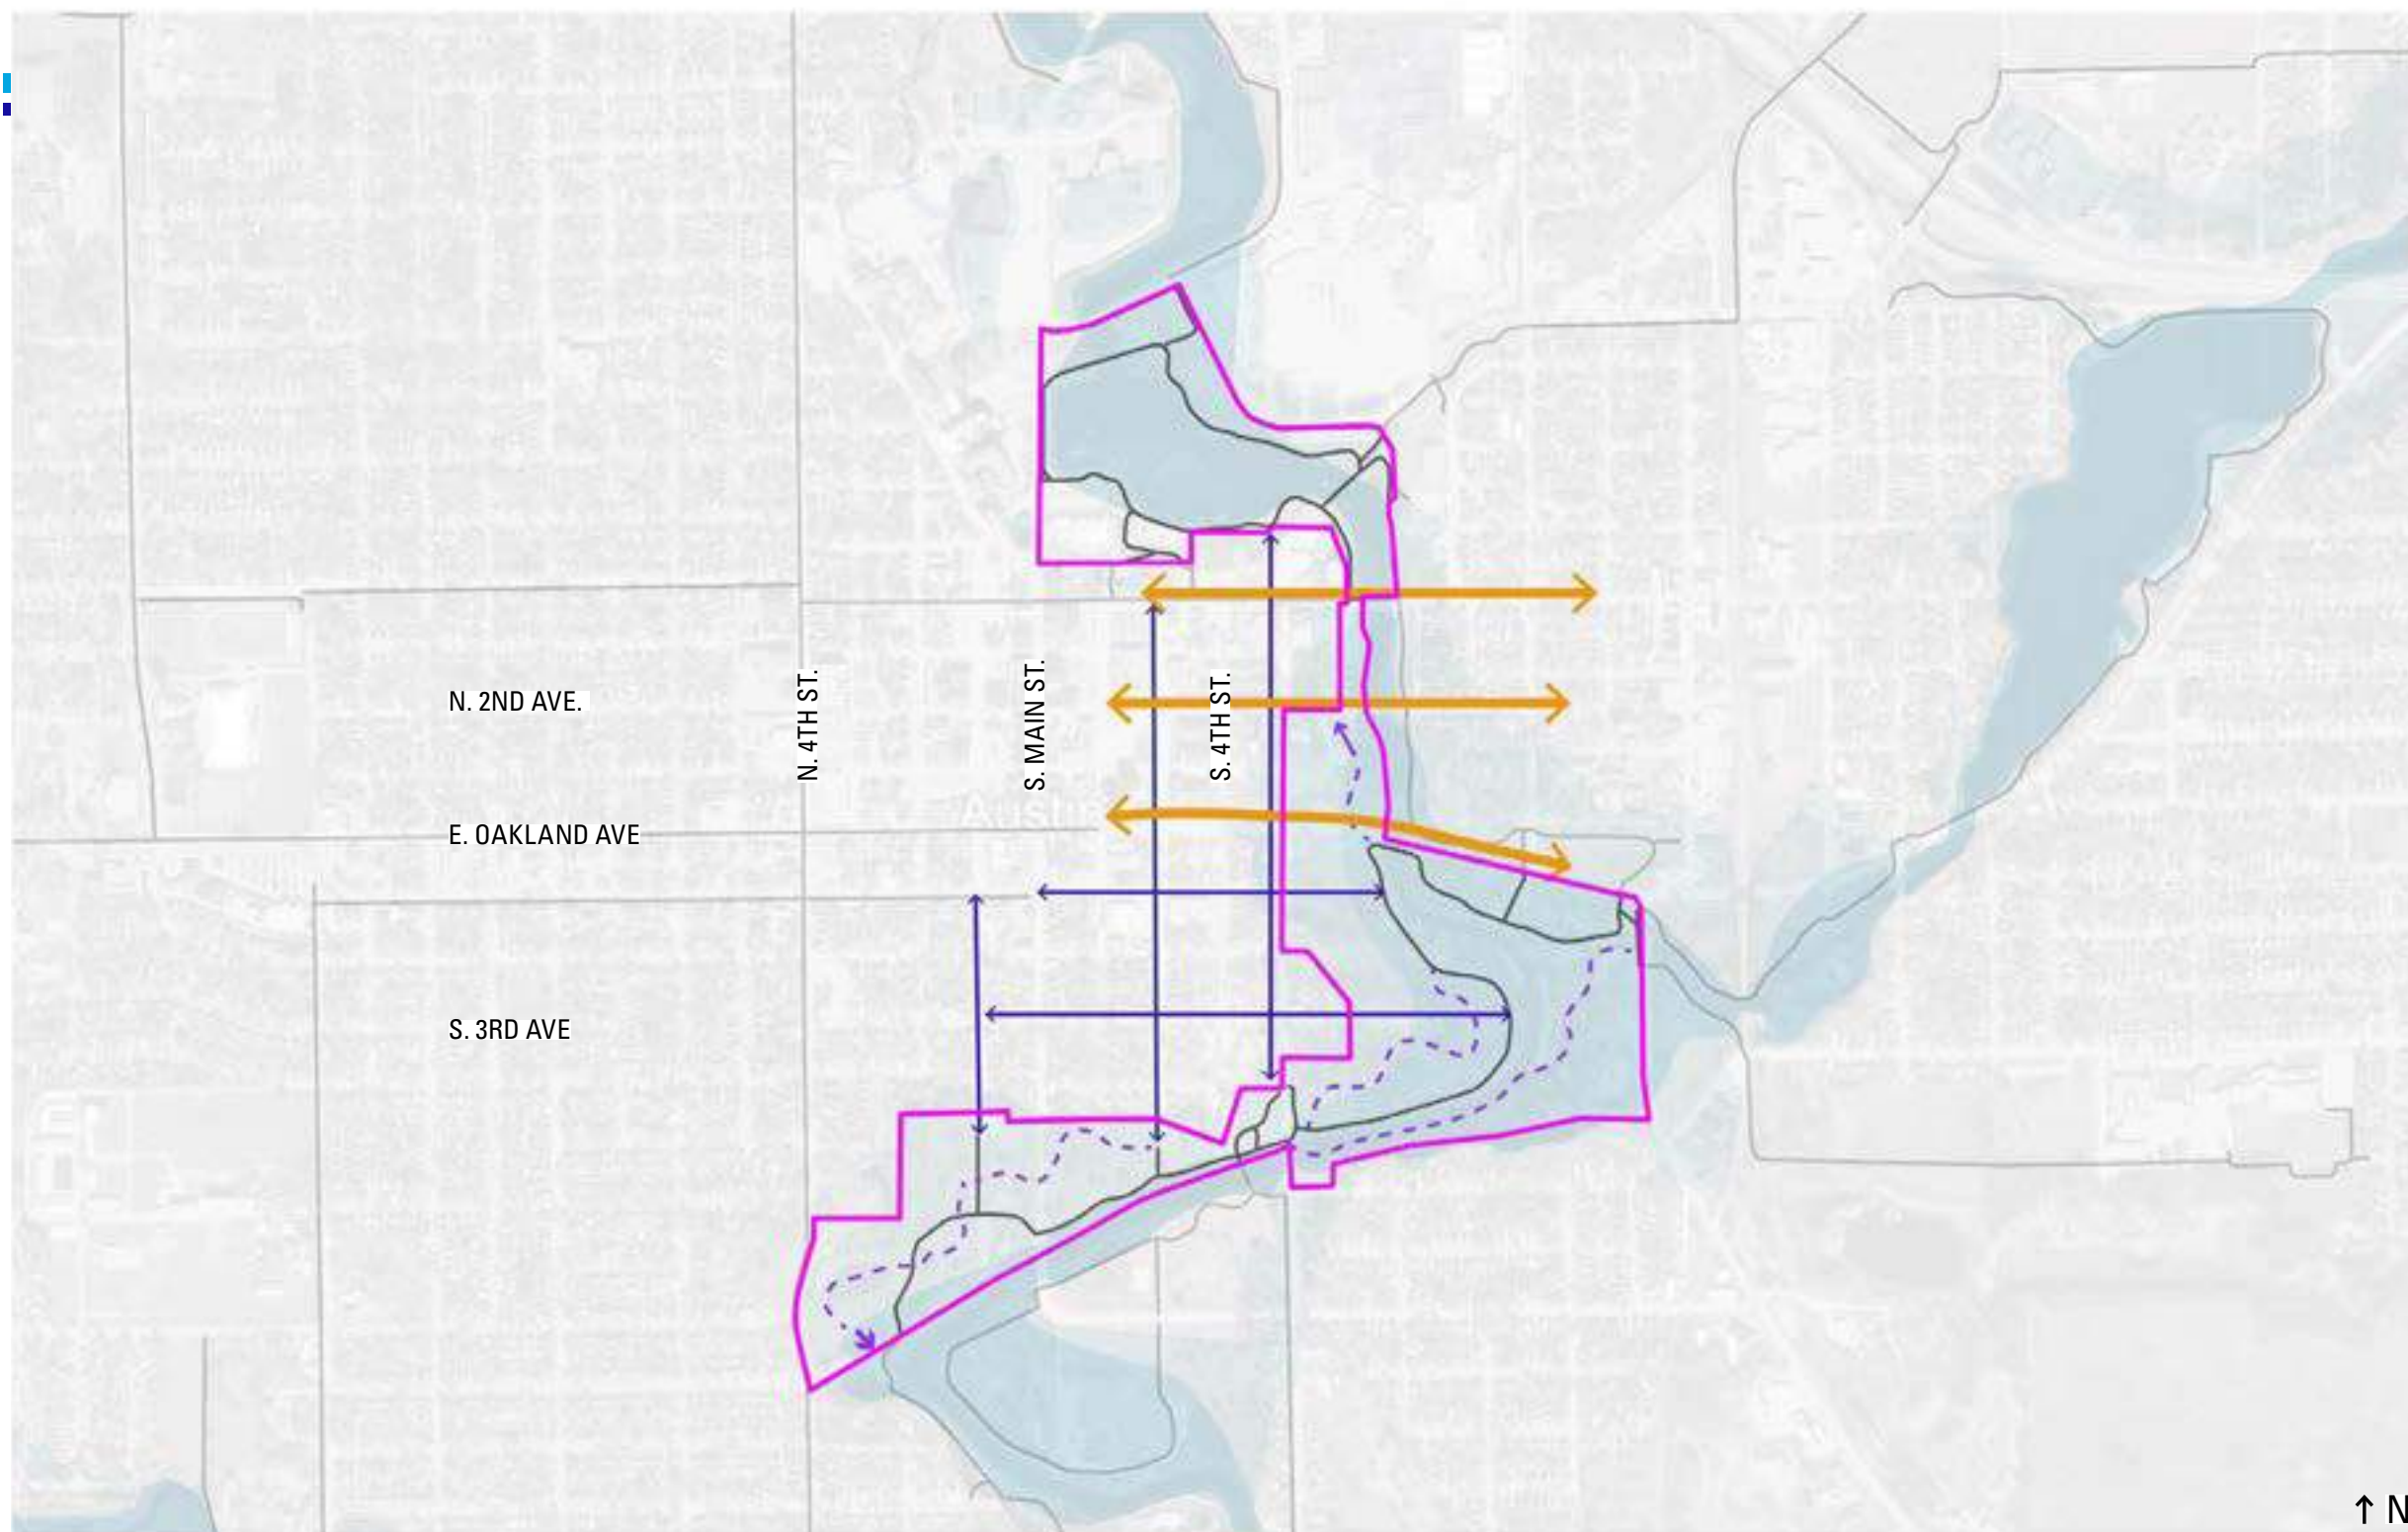 N. 2ND AVE.
N. 4TH ST.
S. MAIN ST.
S. 4TH ST.
E. OAKLAND AVE
S. 3RD AVE
↑ N